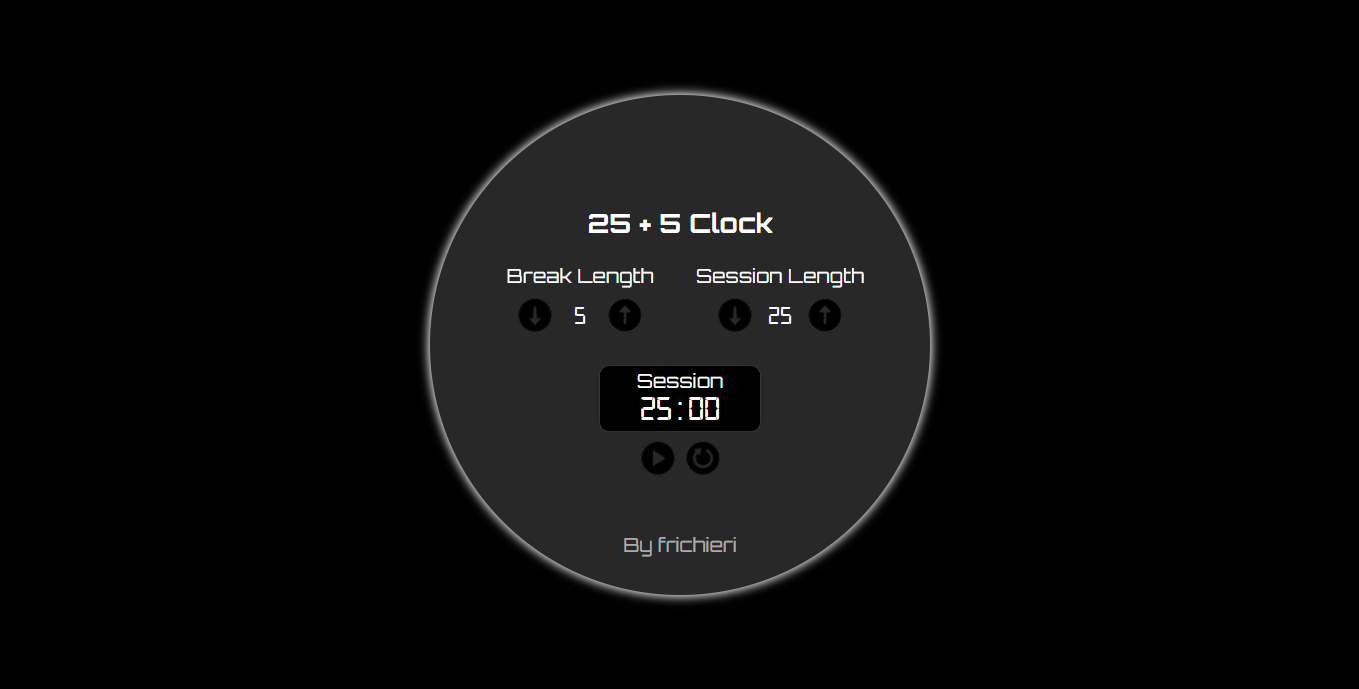 25 + 5 Clock
Break Length Session Length
5 25
Session
25:00
By frichieri